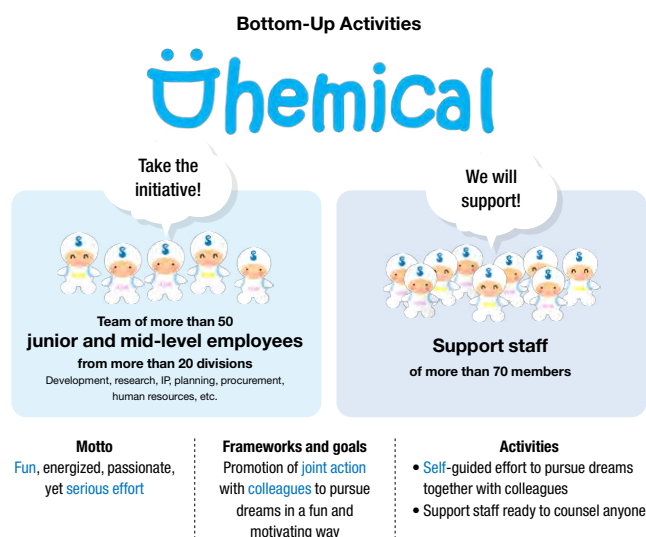 Bottom-Up Activities
Ühemical
Take the
initiative!
We will
support!
Team of more than 50
junior and mid-level employees
from more than 20 divisions
Development, research, IP, planning, procurement,
human resources, etc.
Support staff
of more than 70 members
Motto
Fun, energized, passionate,
yet serious effort
Frameworks and goals
Promotion of joint action
with colleagues to pursue
dreams in a fun and
motivating way
Activities
• Self-guided effort to pursue dreams
together with colleagues
• Support staff ready to counsel anyone